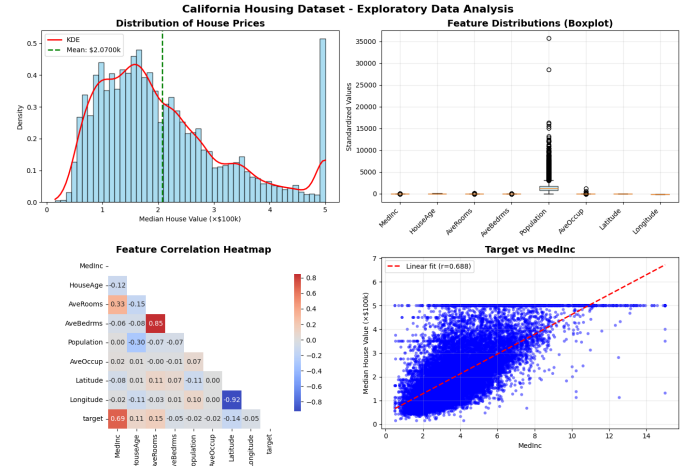 California Housing Dataset - Exploratory Data Analysis
Distribution of House Prices
KDE
Mean: $2.0700k
Density
0.5
0.4
0.3
0.2
0.1
0.0
1 2 3 4 5
Median House Value (×$100k)
Feature Distributions (Boxplot)
Standardized Values
35000
30000
25000
20000
15000
10000
5000
0
MedInc HouseAge AveRooms AveBedrms Population AveOccup Latitude Longitude
Feature Correlation Heatmap
MedInc
HouseAge -0.12
AveRooms 0.33 -0.15
AveBedrms -0.06 -0.08 0.85
Population 0.00 -0.30 -0.07 -0.07
AveOccup 0.02 0.01 -0.00 -0.01 0.07
Latitude -0.08 0.01 0.11 0.07 -0.11 0.00
Longitude -0.02 -0.11 -0.03 0.01 0.10 0.00 -0.92
target 0.69 0.11 0.15 -0.05 -0.02 -0.02 -0.14 -0.05
MedInc HouseAge AveRooms AveBedrms Population AveOccup Latitude Longitude target
0.8
0.6
0.4
0.2
0.0
−0.2
−0.4
−0.6
−0.8
Target vs MedInc
Linear fit (r=0.688)
Median House Value (×$100k)
7
6
5
4
3
2
1
0
0 2 4 6 8 10 12 14
MedInc